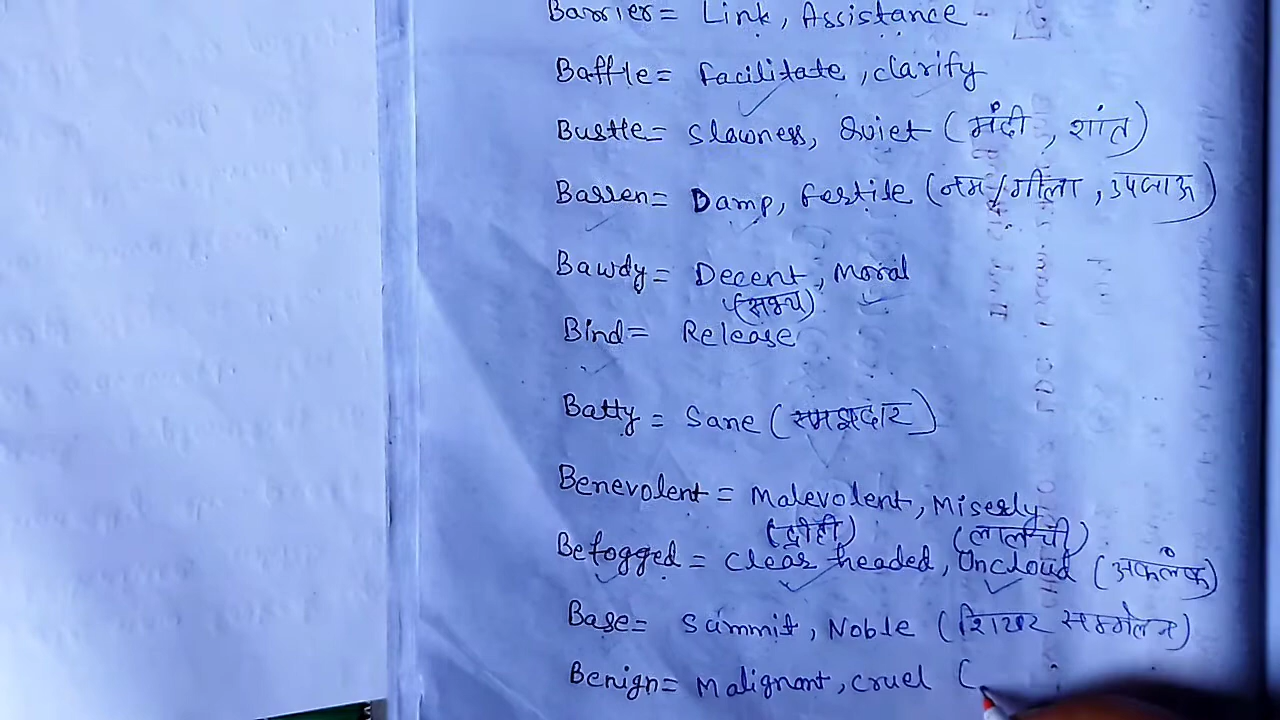 Barrier = Link, Assistance
Baffle = Facilitate, clarify
Bustle = Slowness, Quiet (मंदी, शांत)
Barren = Damp, Fertile (नम/गीला, उपजाऊ)
Bawdy = Decent, Moral
(सभ्य)
Bind = Release
Batty = Sane (समझदार)
Benevolent = Malevolent, Miserly
(द्रोही) (लालची)
Befogged = Clear headed, Uncloud (अकलंक)
Base = Summit, Noble (शिखर सम्मेलन)
Benign = Malignant, cruel (